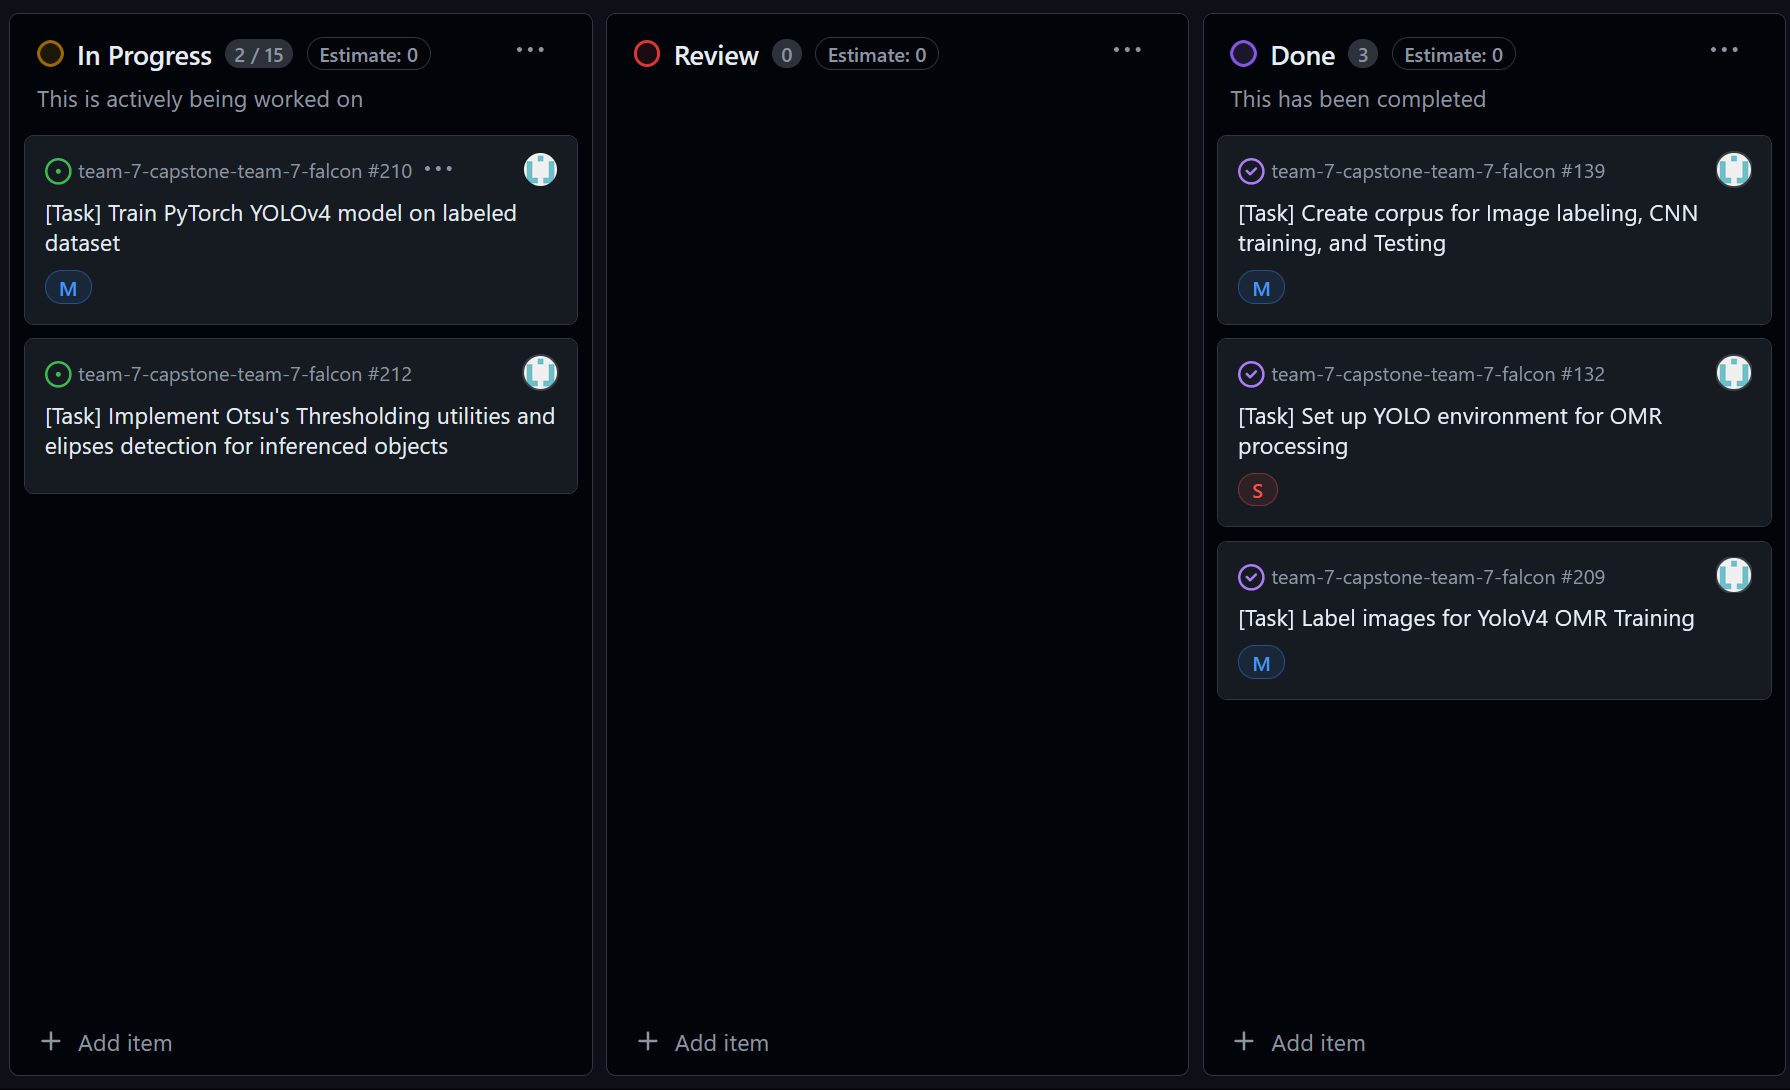 In Progress 2 / 15 Estimate: 0
This is actively being worked on
team-7-capstone-team-7-falcon #210
[Task] Train PyTorch YOLOv4 model on labeled
dataset
M
team-7-capstone-team-7-falcon #212
[Task] Implement Otsu's Thresholding utilities and
elipses detection for inferenced objects
Add item
Review 0 Estimate: 0
Add item
Done 3 Estimate: 0
This has been completed
team-7-capstone-team-7-falcon #139
[Task] Create corpus for Image labeling, CNN
training, and Testing
M
team-7-capstone-team-7-falcon #132
[Task] Set up YOLO environment for OMR
processing
S
team-7-capstone-team-7-falcon #209
[Task] Label images for YoloV4 OMR Training
M
Add item